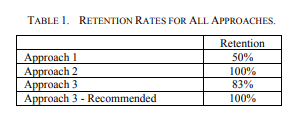 TABLE 1. RETENTION RATES FOR ALL APPROACHES.
Retention
Approach 1 50%
Approach 2 100%
Approach 3 83%
Approach 3 - Recommended 100%